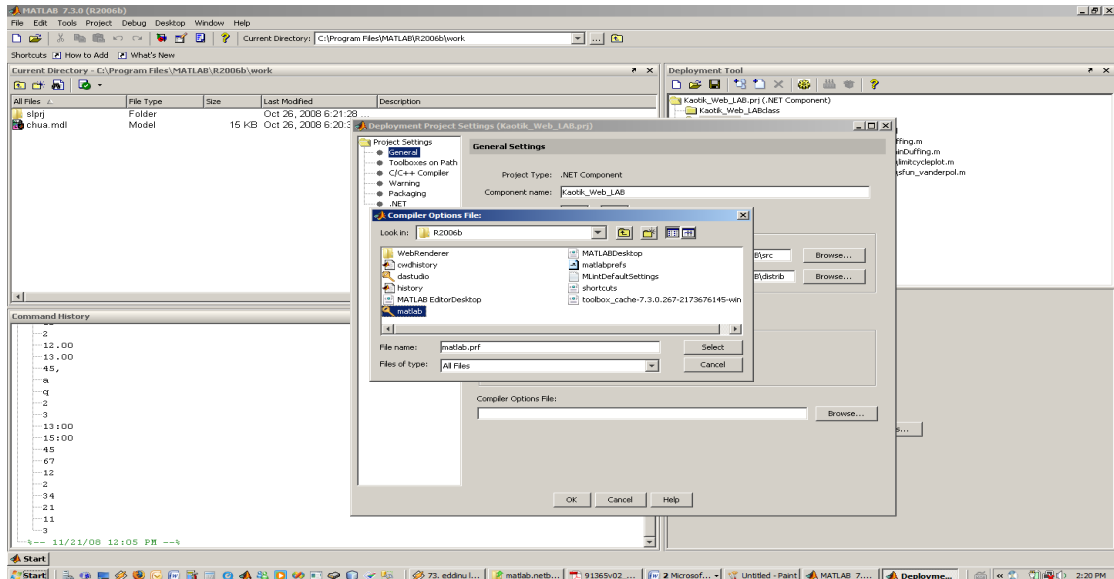 MATLAB 7.3.0 (R2006b)
File Edit Tools Project Debug Desktop Window Help
Current Directory: C:\Program Files\MATLAB\R2006b\work
Shortcuts How to Add What's New
Current Directory - C:\Program Files\MATLAB\R2006b\work
All Files File Type Size Last Modified Description
slprj Folder Oct 26, 2008 6:21:28 ...
chua.mdl Model 15 KB Oct 26, 2008 6:20:3
Command History
2
12.00
13.00
45,
a
q
2
3
13:00
15:00
45
67
12
2
34
21
11
3
%-- 11/21/08 12:05 PM --%
Deployment Tool
Kaotik_Web_LAB.prj (.NET Component)
Kaotik_Web_LABclass
ffing.m
inDuffing.m
limitcycleplot.m
sfun_vanderpol.m
Deployment Project Settings (Kaotik_Web_LAB.prj)
Project Settings
General
Toolboxes on Path
C/C++ Compiler
Warning
Packaging
.NET
General Settings
Project Type: .NET Component
Component name: Kaotik_Web_LAB
B\src Browse...
B\distrib Browse...
Compiler Options File:
Look in: R2006b
WebRenderer
cwdhistory
dastudio
history
MATLAB EditorDesktop
matlab
MATLABDesktop
matlabprefs
MLintDefaultSettings
shortcuts
toolbox_cache-7.3.0.267-2173676145-win
File name: matlab.prf Select
Files of type: All Files Cancel
Compiler Options File:
Browse...
s...
OK Cancel Help
Start
Start 73. eddinu l... matlab.netb... 91365v02_... 2 Microsof... Untitled - Paint MATLAB 7.... Deployme... 2:20 PM